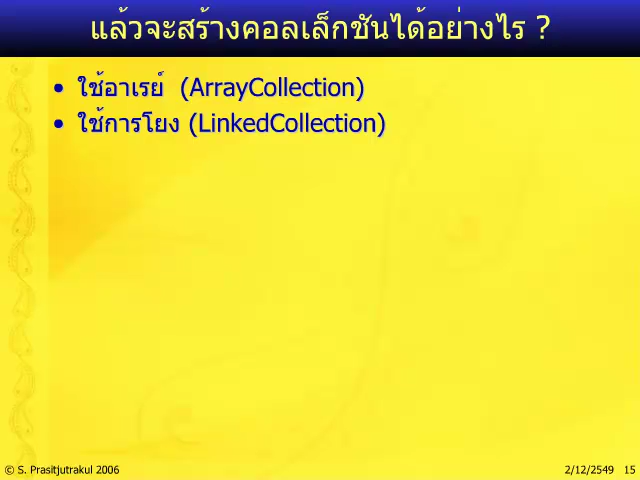 แล้วจะสร้างคอลเล็กชันได้อย่างไร ?
• ใช้อาเรย์ (ArrayCollection)
• ใช้การโยง (LinkedCollection)
© S. Prasitjutrakul 2006
2/12/2549 15